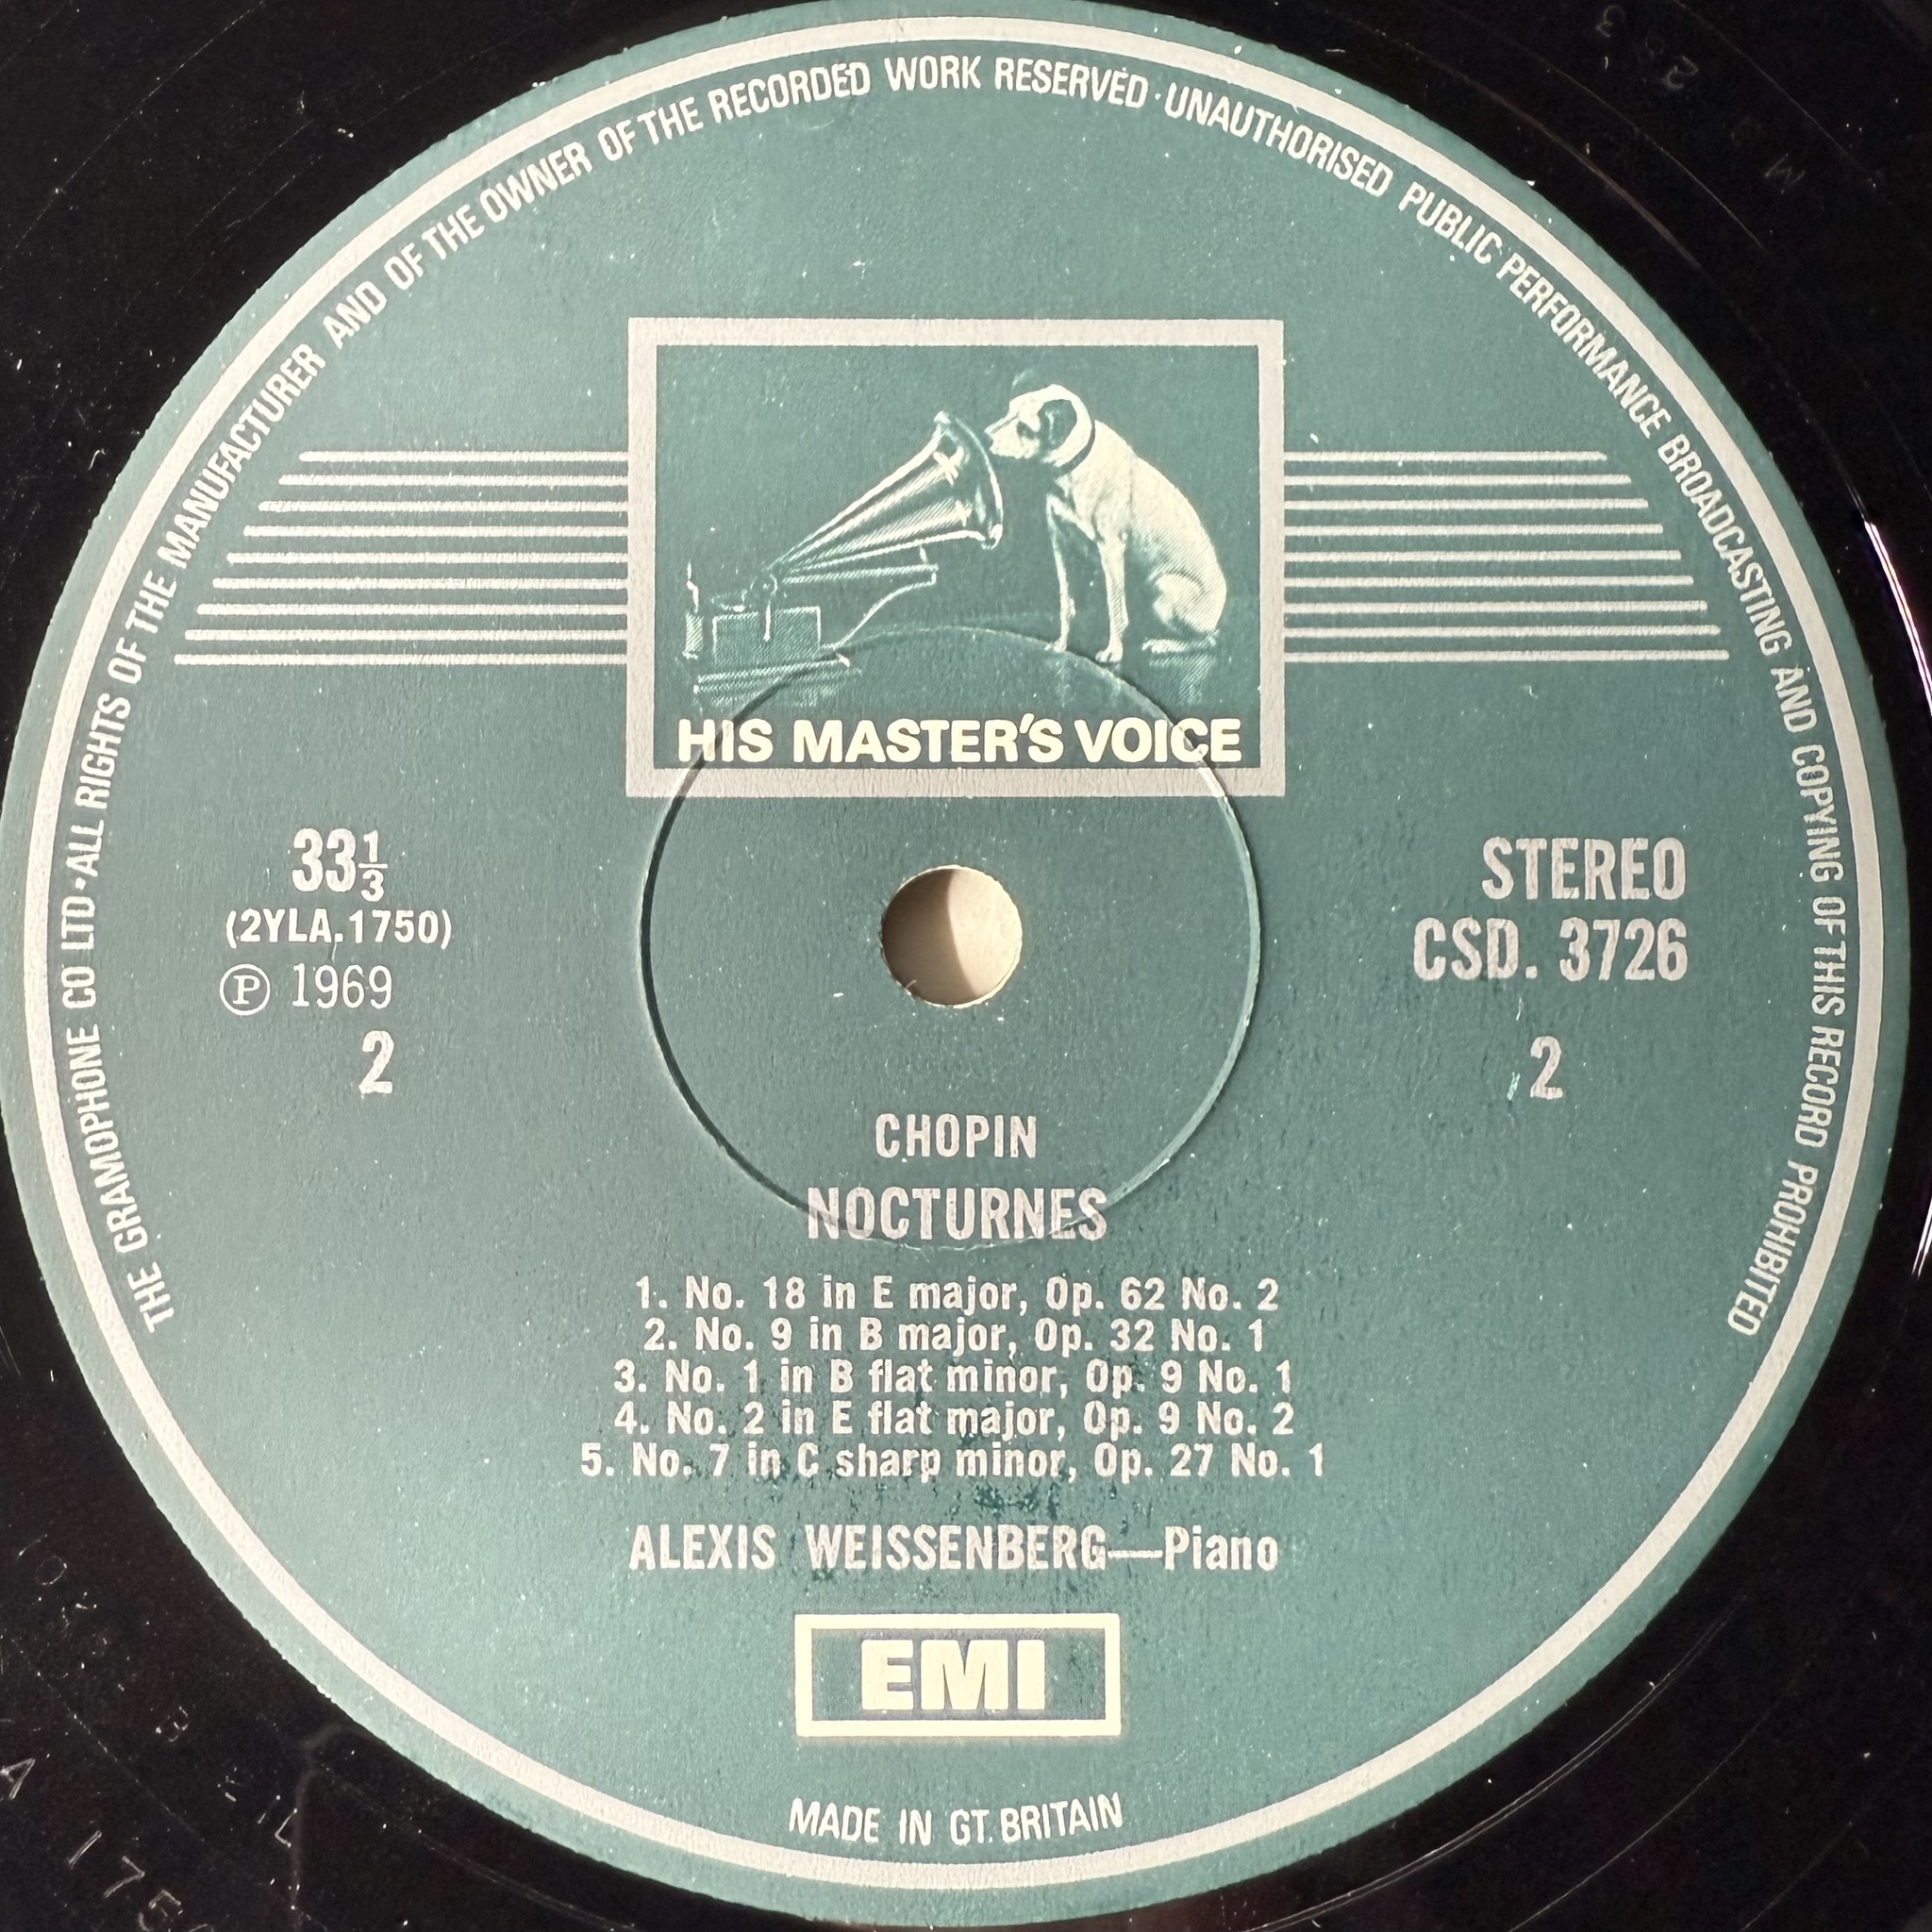 THE GRAMOPHONE CO LTD · ALL RIGHTS OF THE MANUFACTURER AND OF THE OWNER OF THE RECORDED WORK RESERVED · UNAUTHORISED PUBLIC PERFORMANCE BROADCASTING AND COPYING OF THIS RECORD PROHIBITED
HIS MASTER'S VOICE
33⅓
(2YLA.1750)
Ⓟ 1969
2
STEREO
CSD. 3726
2
CHOPIN
NOCTURNES
1. No. 18 in E major, Op. 62 No. 2
2. No. 9 in B major, Op. 32 No. 1
3. No. 1 in B flat minor, Op. 9 No. 1
4. No. 2 in E flat major, Op. 9 No. 2
5. No. 7 in C sharp minor, Op. 27 No. 1
ALEXIS WEISSENBERG—Piano
EMI
MADE IN GT. BRITAIN